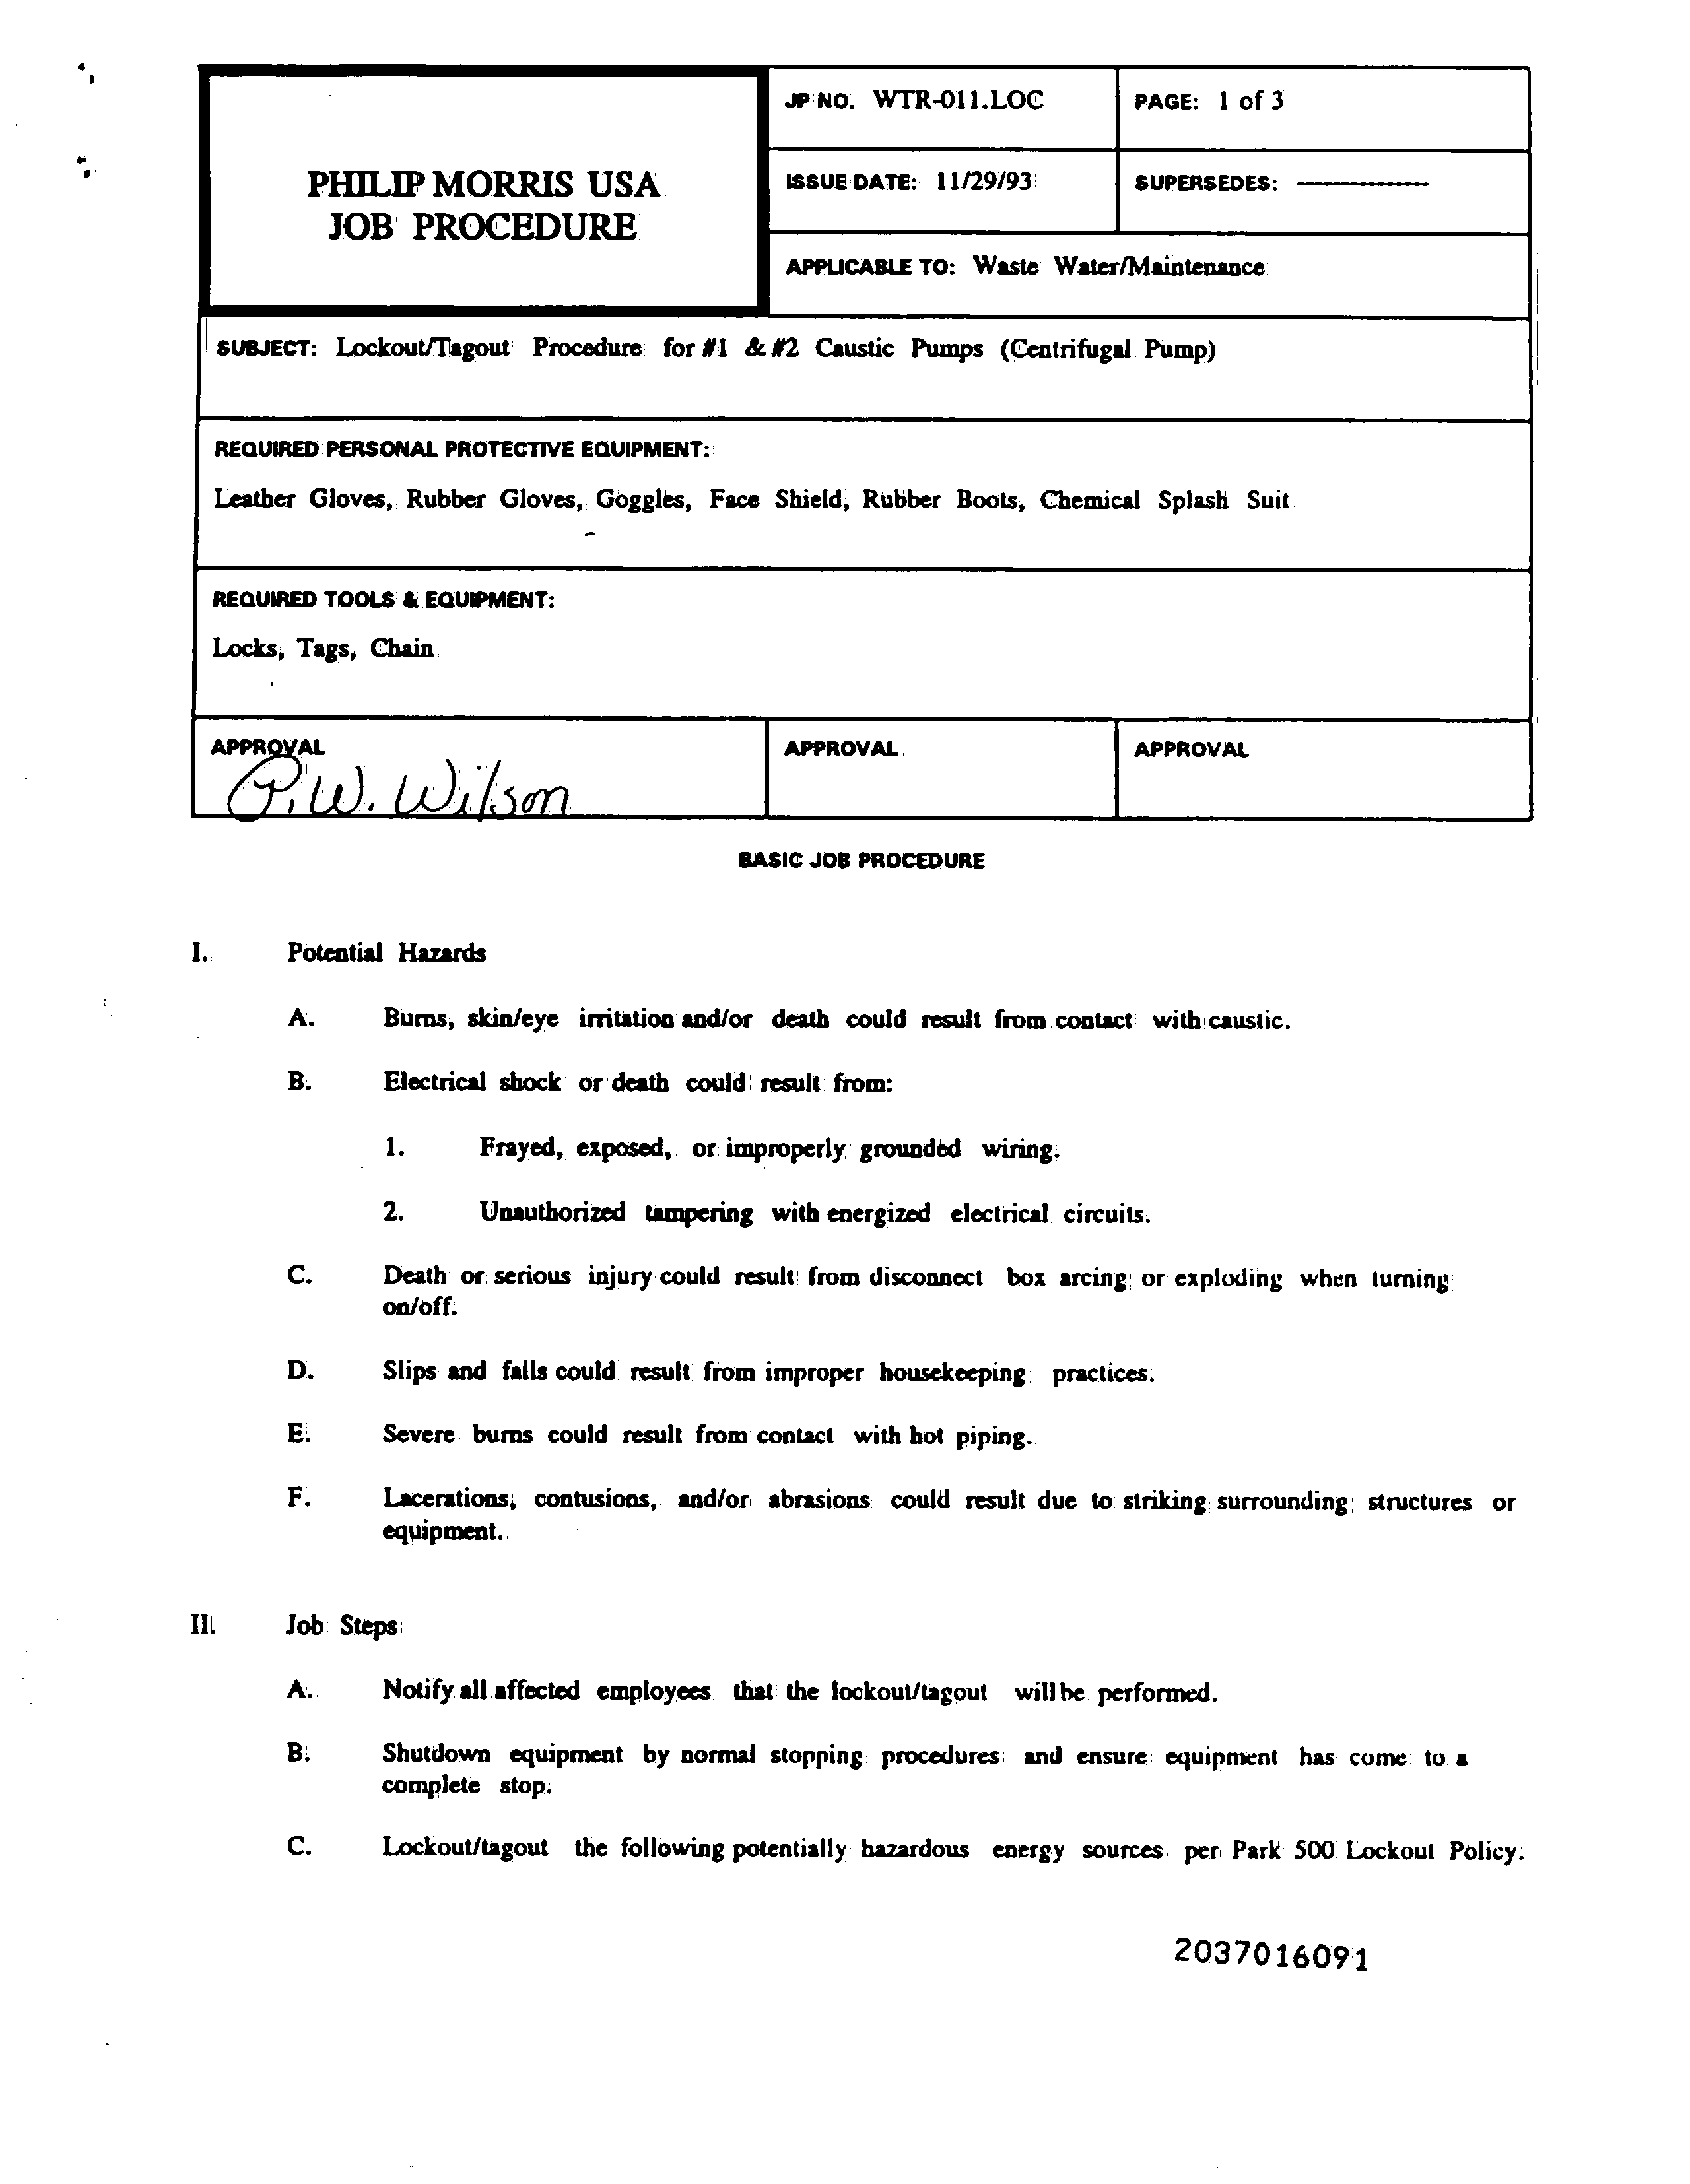 PHILIP MORRIS USA
JOB PROCEDURE
JP NO. WTR-011.LOC
PAGE: 1 of 3
ISSUE DATE: 11/29/93
SUPERSEDES: ---------------
APPLICABLE TO: Waste Water/Maintenance
SUBJECT: Lockout/Tagout Procedure for #1 & #2 Caustic Pumps (Centrifugal Pump)
REQUIRED PERSONAL PROTECTIVE EQUIPMENT:
Leather Gloves, Rubber Gloves, Goggles, Face Shield, Rubber Boots, Chemical Splash Suit
REQUIRED TOOLS & EQUIPMENT:
Locks, Tags, Chain
APPROVAL
P.W. Wilson
APPROVAL
APPROVAL
BASIC JOB PROCEDURE
I. Potential Hazards
A. Burns, skin/eye irritation and/or death could result from contact with caustic.
B. Electrical shock or death could result from:
1. Frayed, exposed, or improperly grounded wiring.
2. Unauthorized tampering with energized electrical circuits.
C. Death or serious injury could result from disconnect box arcing or exploding when turning
on/off.
D. Slips and falls could result from improper housekeeping practices.
E. Severe burns could result from contact with hot piping.
F. Lacerations, contusions, and/or abrasions could result due to striking surrounding structures or
equipment.
II. Job Steps
A. Notify all affected employees that the lockout/tagout will be performed.
B. Shutdown equipment by normal stopping procedures and ensure equipment has come to a
complete stop.
C. Lockout/tagout the following potentially hazardous energy sources per Park 500 Lockout Policy.
2037016091